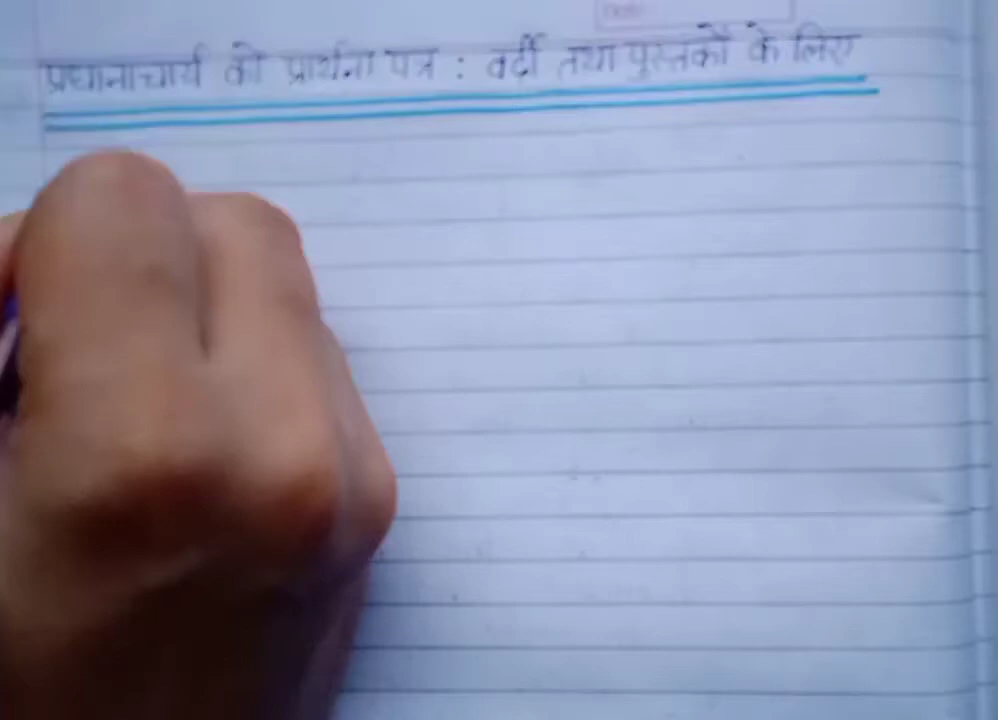 प्रधानाचार्य को प्रार्थना पत्र : वर्दी तथा पुस्तकों के लिए